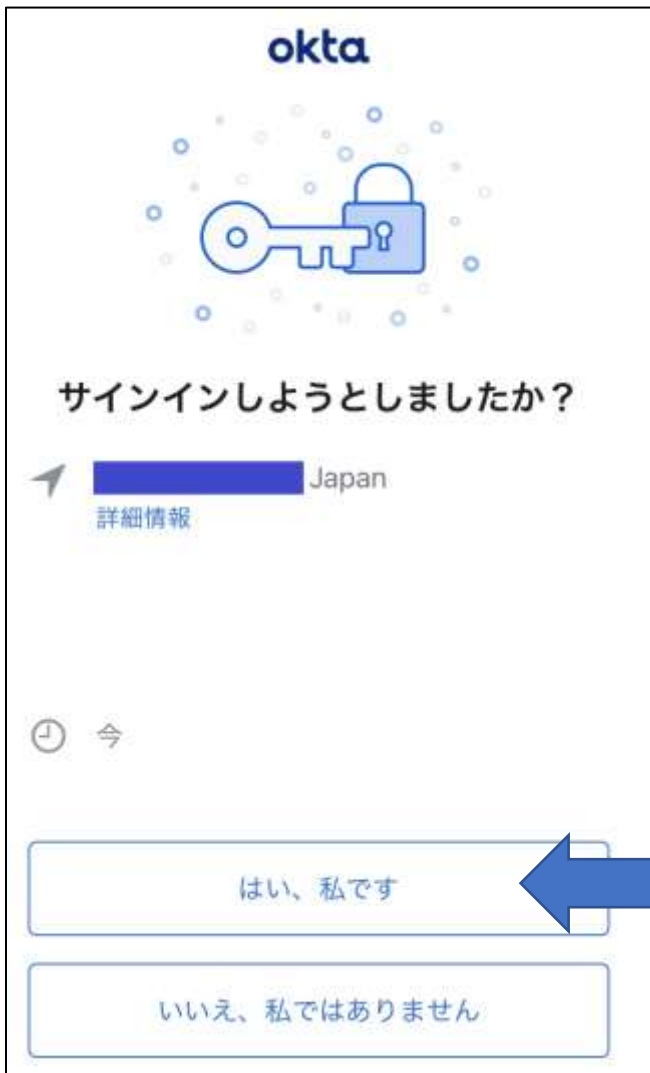 okta
サインインしようとしましたか？
Japan
詳細情報
今
はい、私です
いいえ、私ではありません